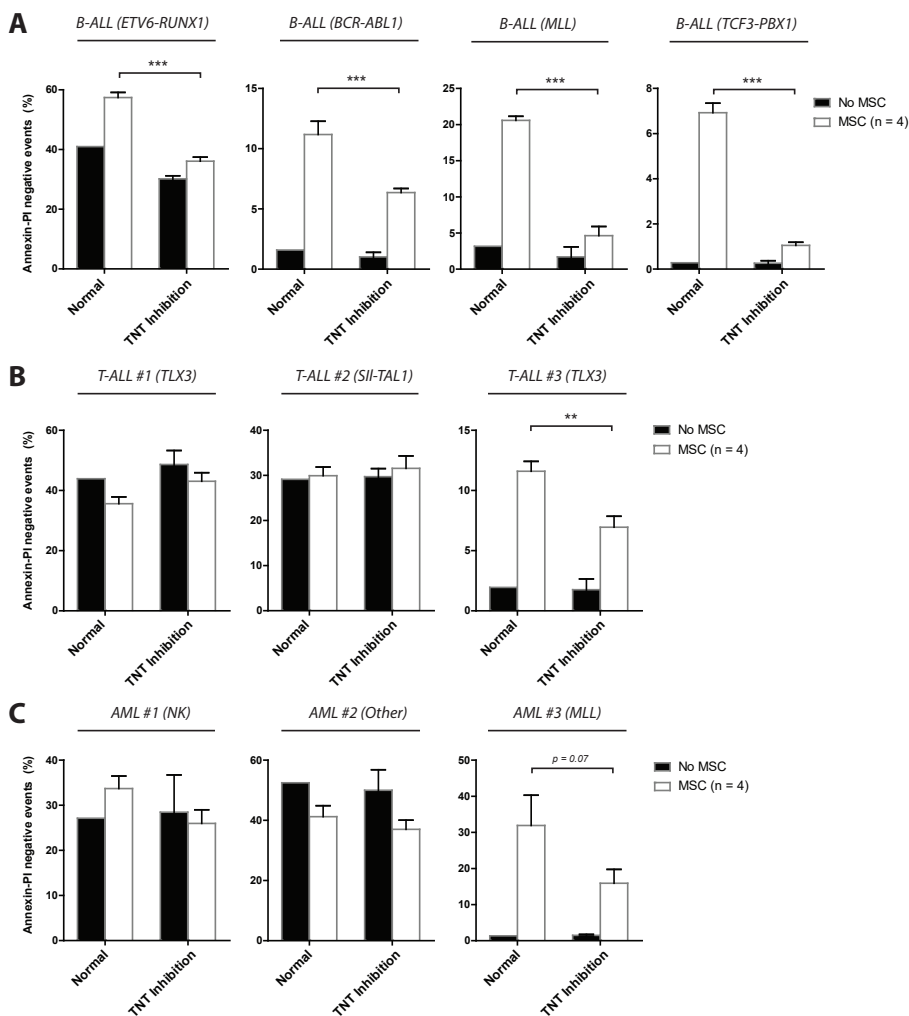 A
B-ALL (ETV6-RUNX1)
B-ALL (BCR-ABL1)
B-ALL (MLL)
B-ALL (TCF3-PBX1)
Annexin-PI negative events (%)
60
40
20
0
***
Normal
TNT Inhibition
15
10
5
0
***
Normal
TNT Inhibition
25
20
15
10
5
0
***
Normal
TNT Inhibition
8
6
4
2
0
***
Normal
TNT Inhibition
No MSC
MSC (n = 4)
B
T-ALL #1 (TLX3)
T-ALL #2 (SIl-TAL1)
T-ALL #3 (TLX3)
Annexin-PI negative events (%)
60
40
20
0
Normal
TNT Inhibition
40
30
20
10
0
Normal
TNT Inhibition
15
10
5
0
**
Normal
TNT Inhibition
No MSC
MSC (n = 4)
C
AML #1 (NK)
AML #2 (Other)
AML #3 (MLL)
Annexin-PI negative events (%)
40
30
20
10
0
Normal
TNT Inhibition
60
40
20
0
Normal
TNT Inhibition
50
40
30
20
10
0
p = 0.07
Normal
TNT Inhibition
No MSC
MSC (n = 4)